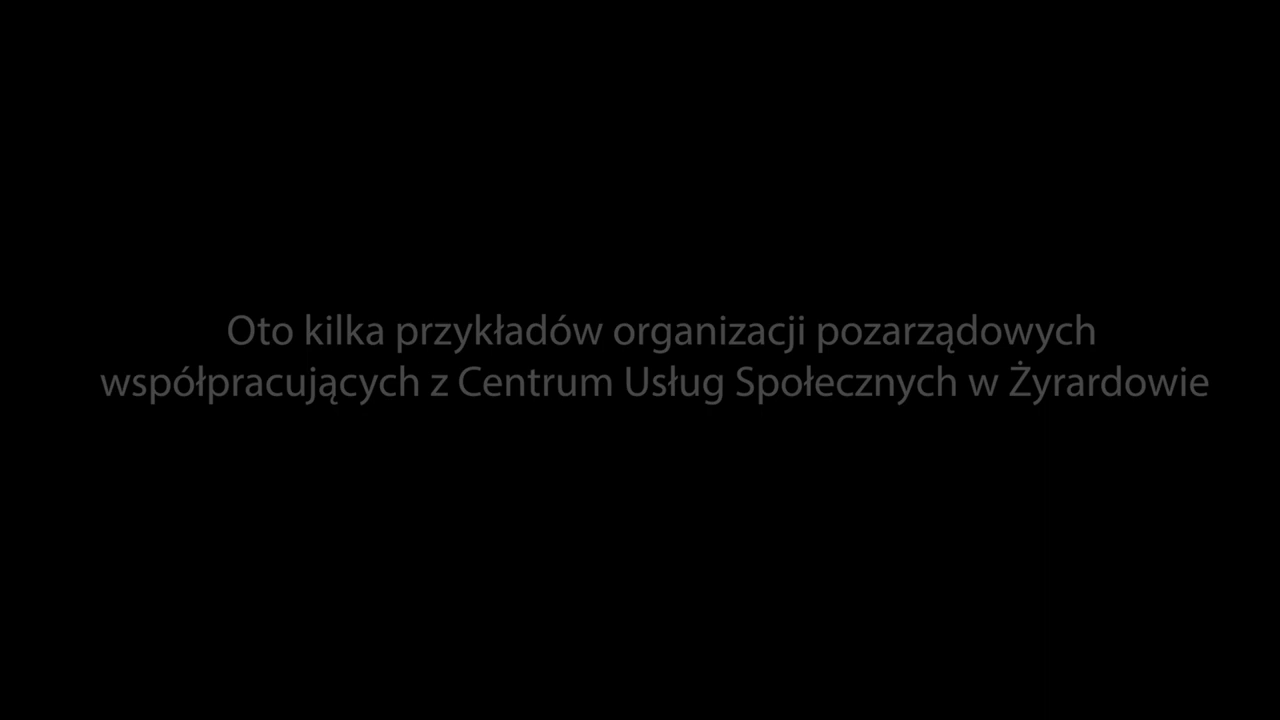 Oto kilka przykładów organizacji pozarządowych
współpracujących z Centrum Usług Społecznych w Żyrardowie